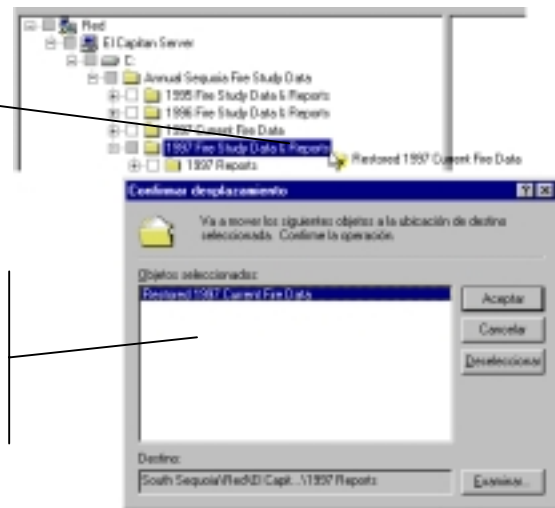 Red
El Capitan Server
C:
Annual Sequoia Fire Study Data
1995 Fire Study Data & Reports
1996 Fire Study Data & Reports
1997 Current Fire Data
1997 Fire Study Data & Reports
Restored 1997 Current Fire Data
1997 Reports
Confirmar desplazamiento
Va a mover los siguientes objetos a la ubicación de destino
seleccionada. Confirme la operación.
Objetos seleccionados:
Restored 1997 Current Fire Data
Aceptar
Cancelar
Deseleccionar
Destino:
South Sequoia\Red\El Capit...\1997 Reports
Examinar...